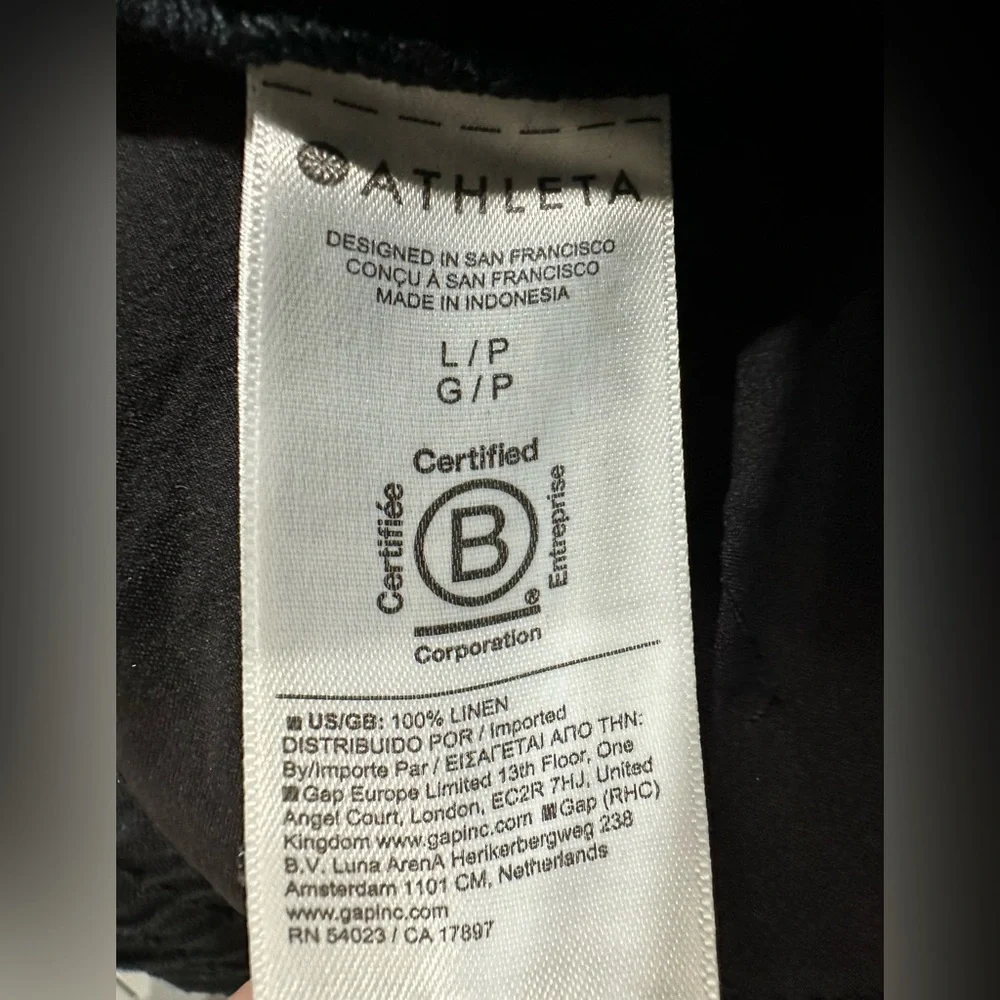 ATHLETA
DESIGNED IN SAN FRANCISCO
CONÇU À SAN FRANCISCO
MADE IN INDONESIA
L / P
G / P
Certified
Certifiée
B
Entreprise
®
Corporation
US/GB: 100% LINEN
DISTRIBUIDO POR / Imported
By/Importe Par / ΕΙΣΑΓΕΤΑΙ ΑΠΟ ΤΗΝ:
Gap Europe Limited 13th Floor, One
Angel Court, London, EC2R 7HJ, United
Kingdom www.gapinc.com Gap (RHC)
B.V. Luna ArenA Herikerbergweg 238
Amsterdam 1101 CM, Netherlands
www.gapinc.com
RN 54023 / CA 17897